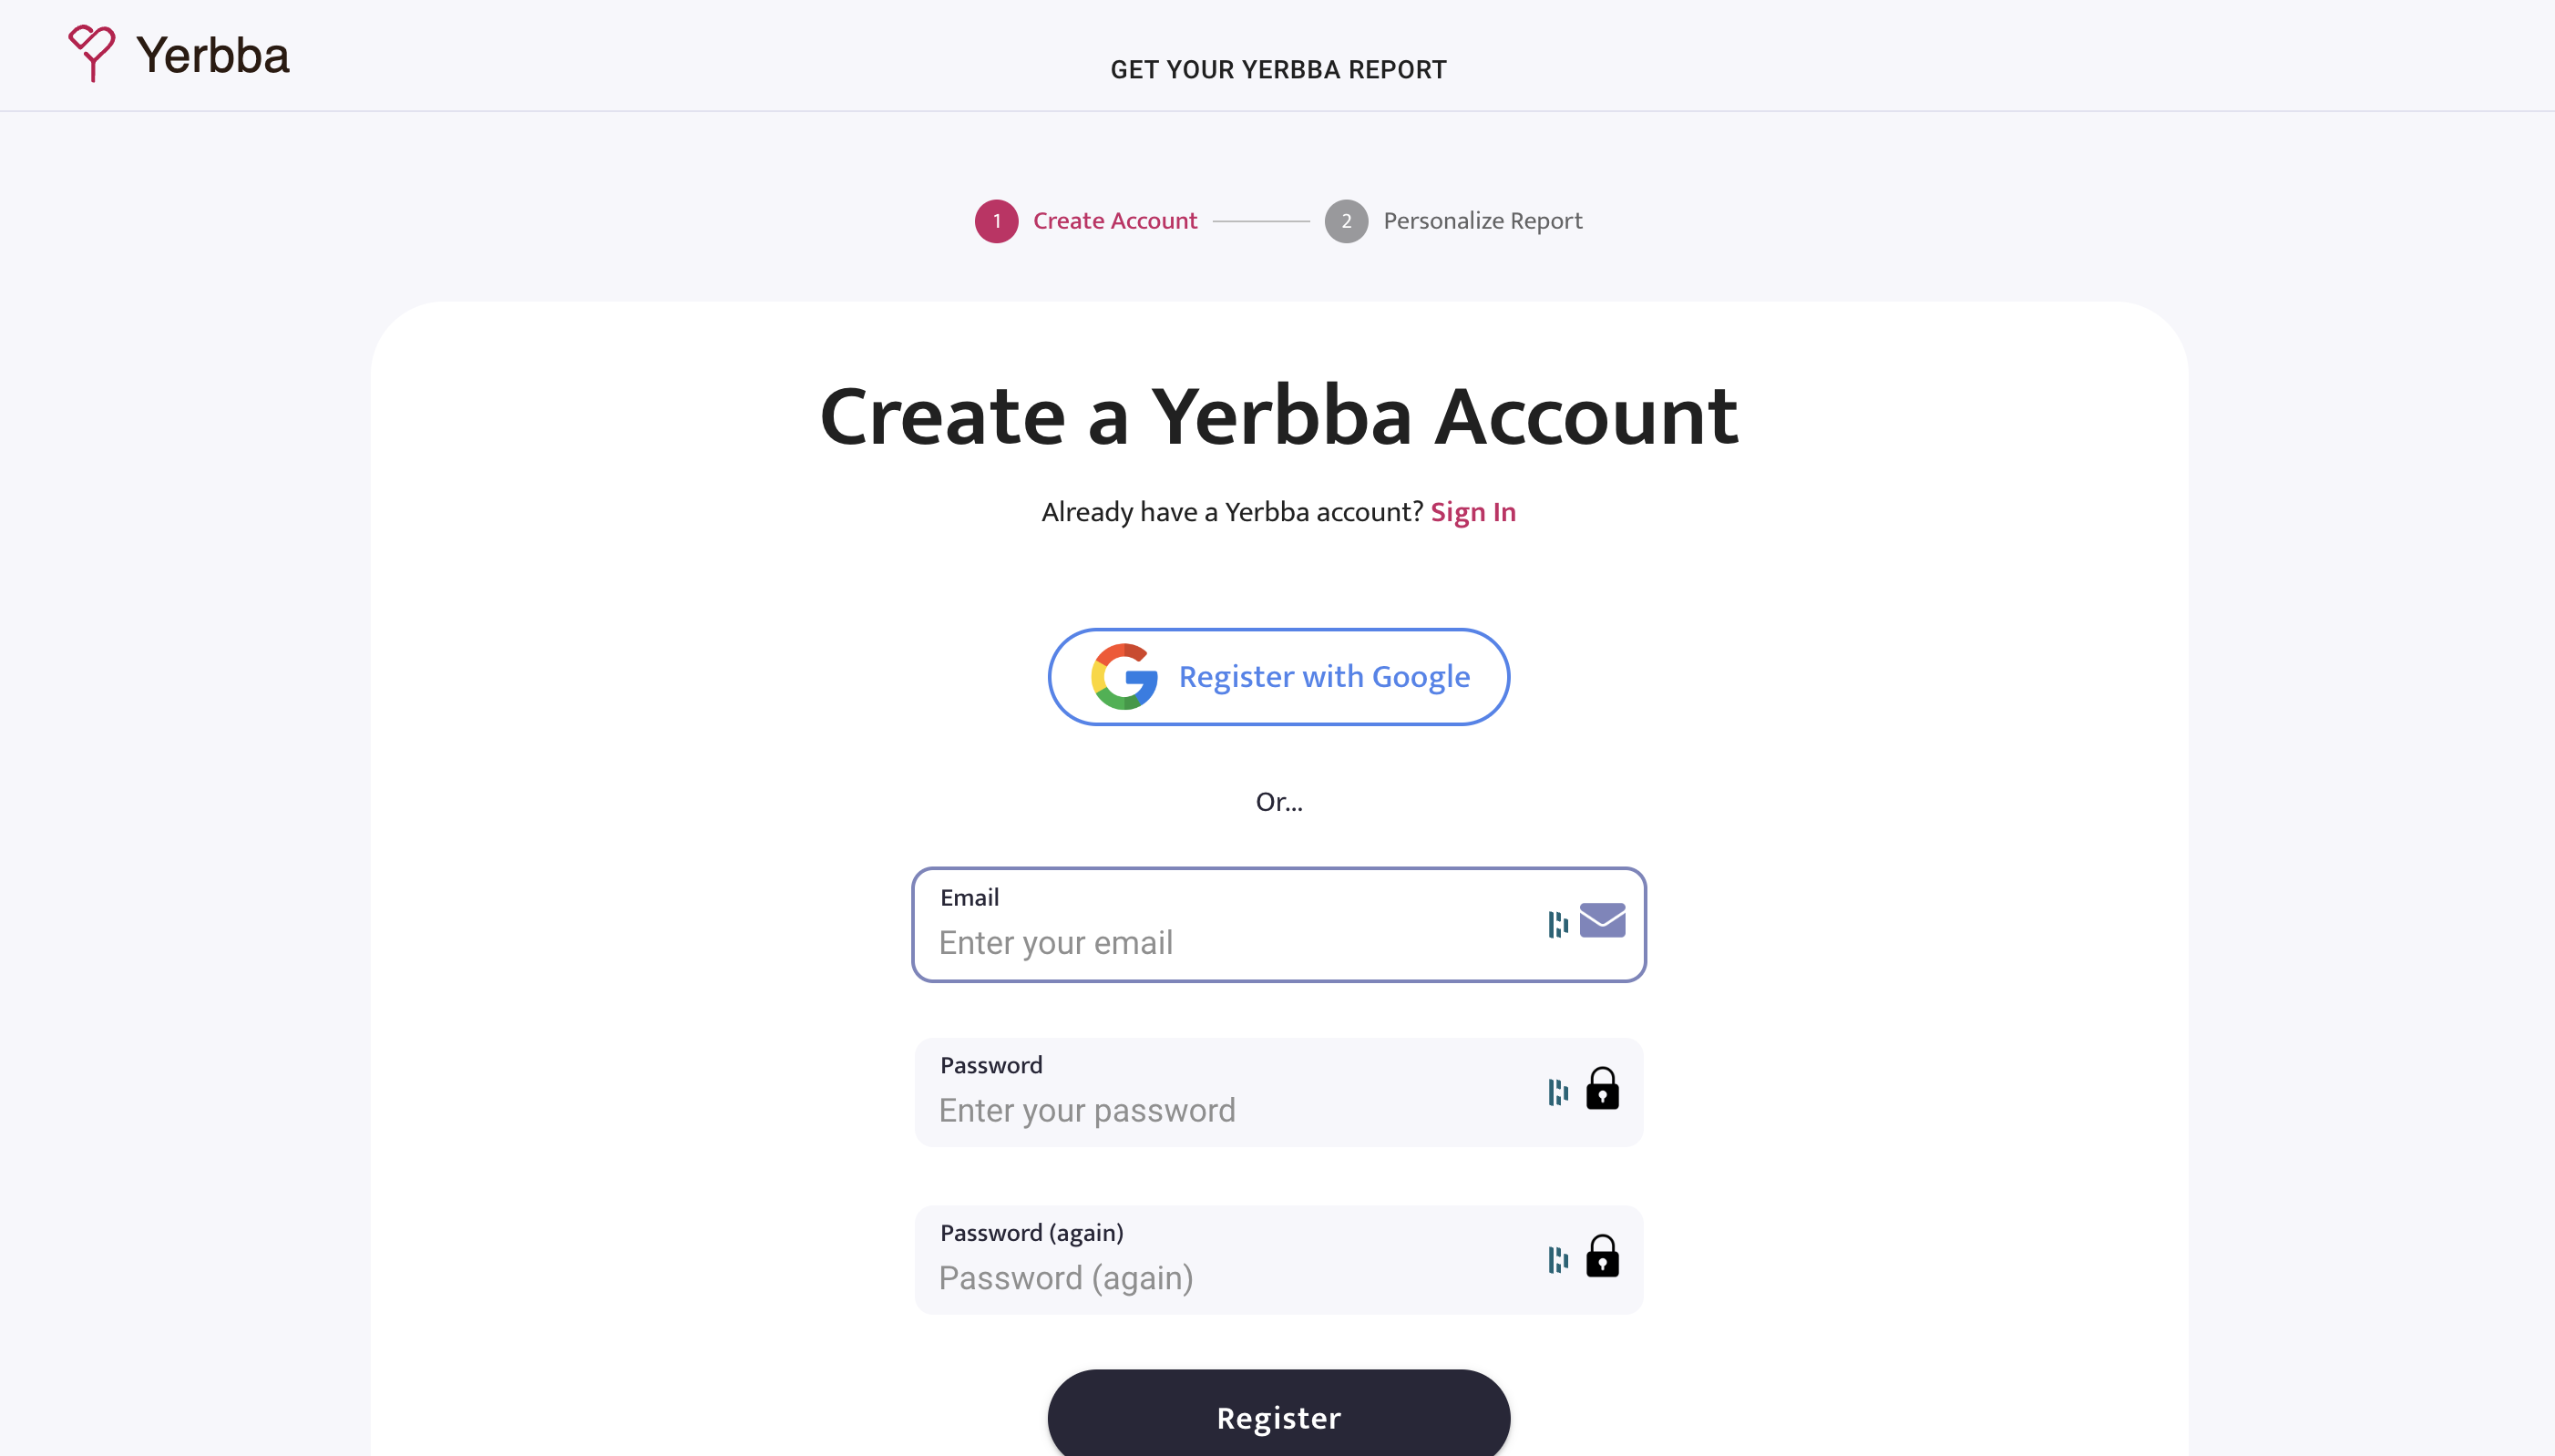 Yerbba
GET YOUR YERBBA REPORT
1 Create Account 2 Personalize Report
Create a Yerbba Account
Already have a Yerbba account? Sign In
Register with Google
Or...
Email
Enter your email
Password
Enter your password
Password (again)
Password (again)
Register